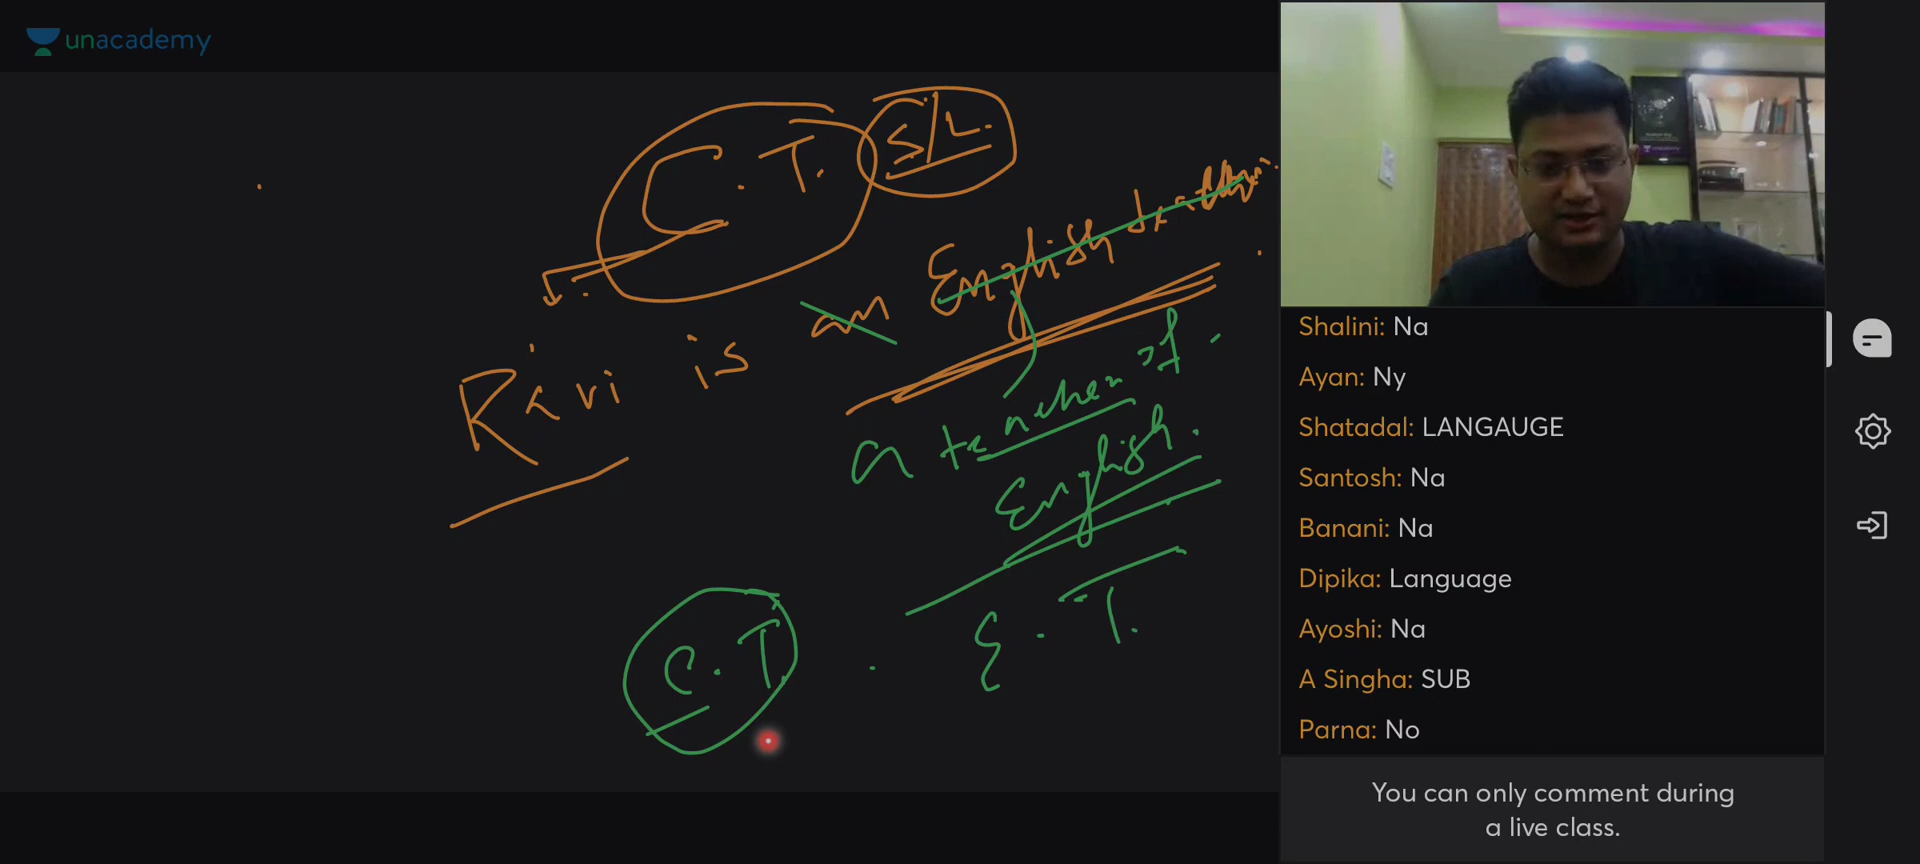 unacademy
C.T. S/L.
Ravi is an English
a teacher of
English.
C.T. E.T.
Shalini: Na
Ayan: Ny
Shatadal: LANGAUGE
Santosh: Na
Banani: Na
Dipika: Language
Ayoshi: Na
A Singha: SUB
Parna: No
You can only comment during
a live class.